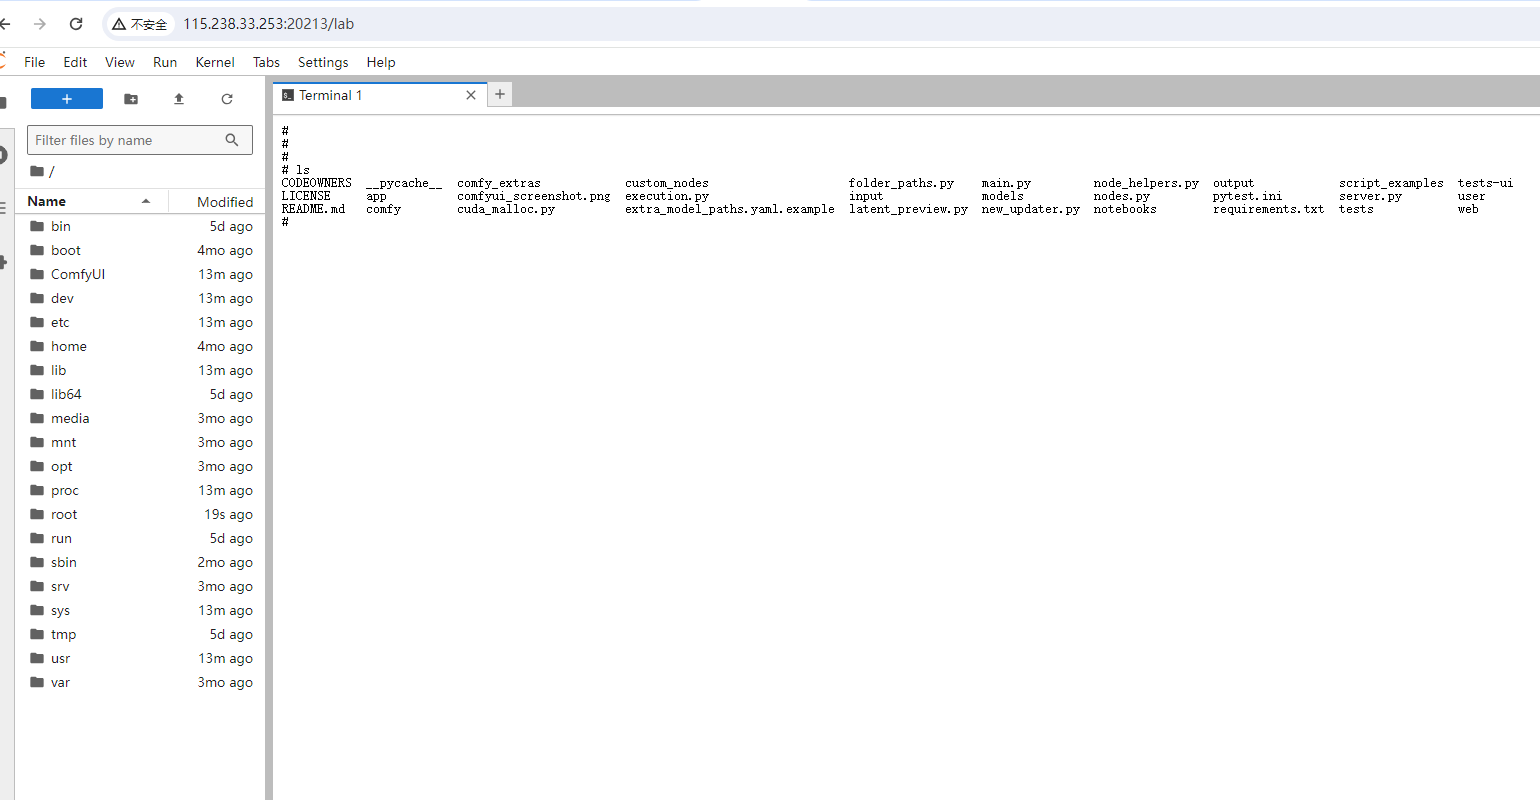 不安全 115.238.33.253:20213/lab
File Edit View Run Kernel Tabs Settings Help
Terminal 1
Filter files by name
/
Name Modified
bin 5d ago
boot 4mo ago
ComfyUI 13m ago
dev 13m ago
etc 13m ago
home 4mo ago
lib 13m ago
lib64 5d ago
media 3mo ago
mnt 3mo ago
opt 3mo ago
proc 13m ago
root 19s ago
run 5d ago
sbin 2mo ago
srv 3mo ago
sys 13m ago
tmp 5d ago
usr 13m ago
var 3mo ago
#
#
#
# ls
CODEOWNERS __pycache__ comfy_extras custom_nodes folder_paths.py main.py node_helpers.py output script_examples tests-ui
LICENSE app comfyui_screenshot.png execution.py input models nodes.py pytest.ini server.py user
README.md comfy cuda_malloc.py extra_model_paths.yaml.example latent_preview.py new_updater.py notebooks requirements.txt tests web
#